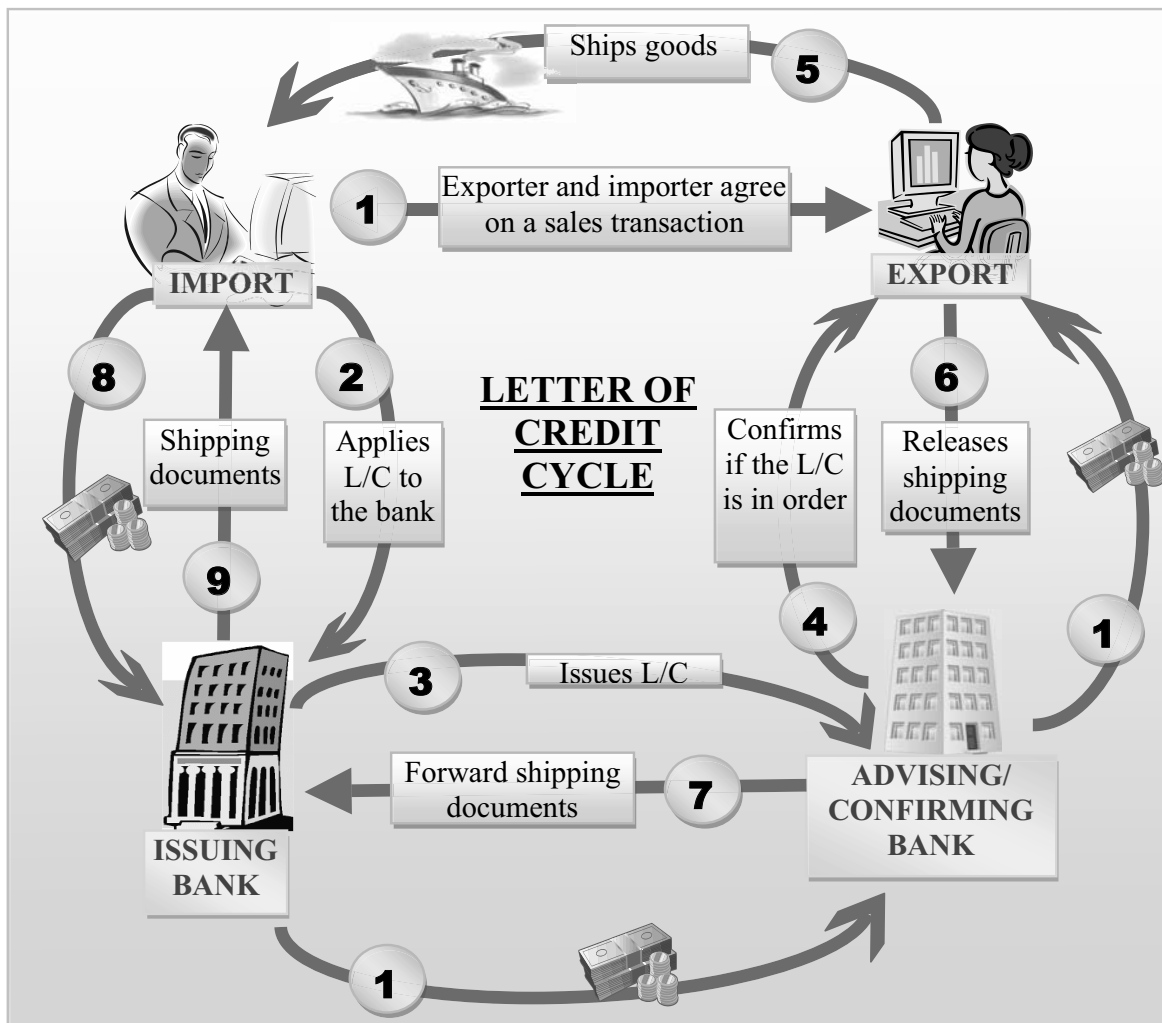 Ships goods
5
1
Exporter and importer agree
on a sales transaction
IMPORT
EXPORT
8
2
6
LETTER OF
CREDIT
CYCLE
Shipping
documents
Applies
L/C to
the bank
Confirms
if the L/C
is in order
Releases
shipping
documents
9
4
1
3
Issues L/C
Forward shipping
documents
7
ISSUING
BANK
ADVISING/
CONFIRMING
BANK
1